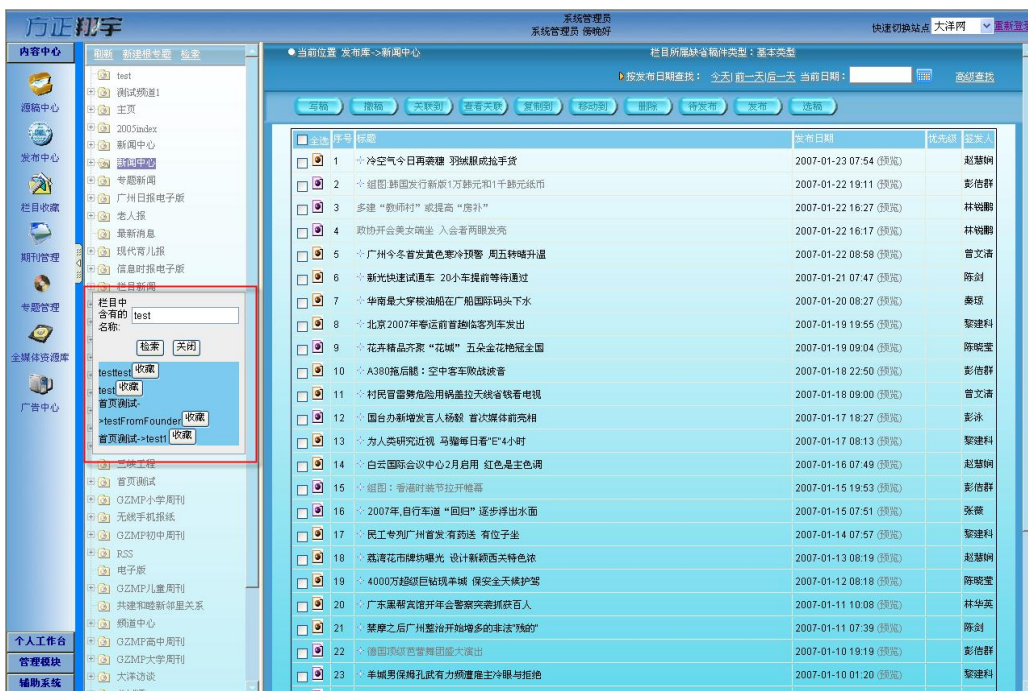 方正翔宇
系统管理员
系统管理员 傍晚好
快速切换站点 大洋网 重新登录
内容中心
源稿中心
发布中心
栏目收藏
期刊管理
专题管理
全媒体资源库
广告中心
个人工作台
管理模块
辅助系统
刷新 新建根专题 检索
test
测试频道1
主页
2005index
新闻中心
新闻中心
专题新闻
广州日报电子版
老人报
最新消息
现代育儿报
信息时报电子版
栏目新闻
栏目中
含有的 test
名称:
检索 关闭
testtest 收藏
test 收藏
首页测试-
>testFromFounder 收藏
首页测试->test1 收藏
三峡工程
首页测试
GZMP小学周刊
无线手机报纸
GZMP初中周刊
RSS
电子版
GZMP儿童周刊
共建和睦新邻里关系
频道中心
GZMP高中周刊
GZMP大学周刊
大洋访谈
●当前位置 发布库->新闻中心 栏目所属缺省稿件类型：基本类型
按发布日期查找： 今天|前一天|后一天 当前日期： 高级查找
写稿 撤稿 关联到 查看关联 复制到 移动到 删除 待发布 发布 选稿
全选 序号 标题 发布日期 优先级 签发人
1 冷空气今日再袭穗 羽绒服成抢手货 2007-01-23 07:54 (预览) 赵慧娴
2 组图:韩国发行新版1万韩元和1千韩元纸币 2007-01-22 19:11 (预览) 彭倍群
3 多建“教师村”或提高“房补” 2007-01-22 16:27 (预览) 林锐鹏
4 政协开会美女端坐 入会者两眼发亮 2007-01-22 16:17 (预览) 林锐鹏
5 广州今冬首发黄色寒冷预警 周五转晴升温 2007-01-22 08:58 (预览) 曾文清
6 新光快速试通车 20小车提前等待通过 2007-01-21 07:47 (预览) 陈剑
7 华南最大穿梭油船在广船国际码头下水 2007-01-20 08:27 (预览) 秦琼
8 北京2007年春运前首趟临客列车发出 2007-01-19 19:55 (预览) 黎建科
9 花卉精品齐聚“花城” 五朵金花艳冠全国 2007-01-19 09:04 (预览) 陈晓莹
10 A380拖后腿：空中客车败战波音 2007-01-18 22:50 (预览) 彭倍群
11 村民冒雷劈危险用锅盖拉天线省钱看电视 2007-01-18 09:00 (预览) 曾文清
12 国台办新增发言人杨毅 首次媒体前亮相 2007-01-17 18:27 (预览) 彭泳
13 为人类研究近视 马骝每日看"E"4小时 2007-01-17 08:13 (预览) 黎建科
14 白云国际会议中心2月启用 红色是主色调 2007-01-16 07:49 (预览) 赵慧娴
15 组图：香港时装节拉开帷幕 2007-01-15 19:53 (预览) 彭倍群
16 2007年,自行车道“回归”逐步浮出水面 2007-01-15 07:51 (预览) 张薇
17 民工专列广州首发 有药送 有位子坐 2007-01-14 07:57 (预览) 黎建科
18 荔湾花市牌坊曝光 设计新颖西关特色浓 2007-01-13 08:19 (预览) 赵慧娴
19 4000万超级巨钻现羊城 保安全天候护驾 2007-01-12 08:18 (预览) 陈晓莹
20 广东黑帮宾馆开年会警察突袭抓获百人 2007-01-11 10:08 (预览) 林华英
21 禁摩之后广州整治开始增多的非法"残的" 2007-01-11 07:39 (预览) 陈剑
22 德国顶级芭蕾舞团盛大演出 2007-01-10 19:19 (预览) 彭倍群
23 羊城男保姆孔武有力频遭雇主冷眼与拒绝 2007-01-10 01:20 (预览) 黎建科